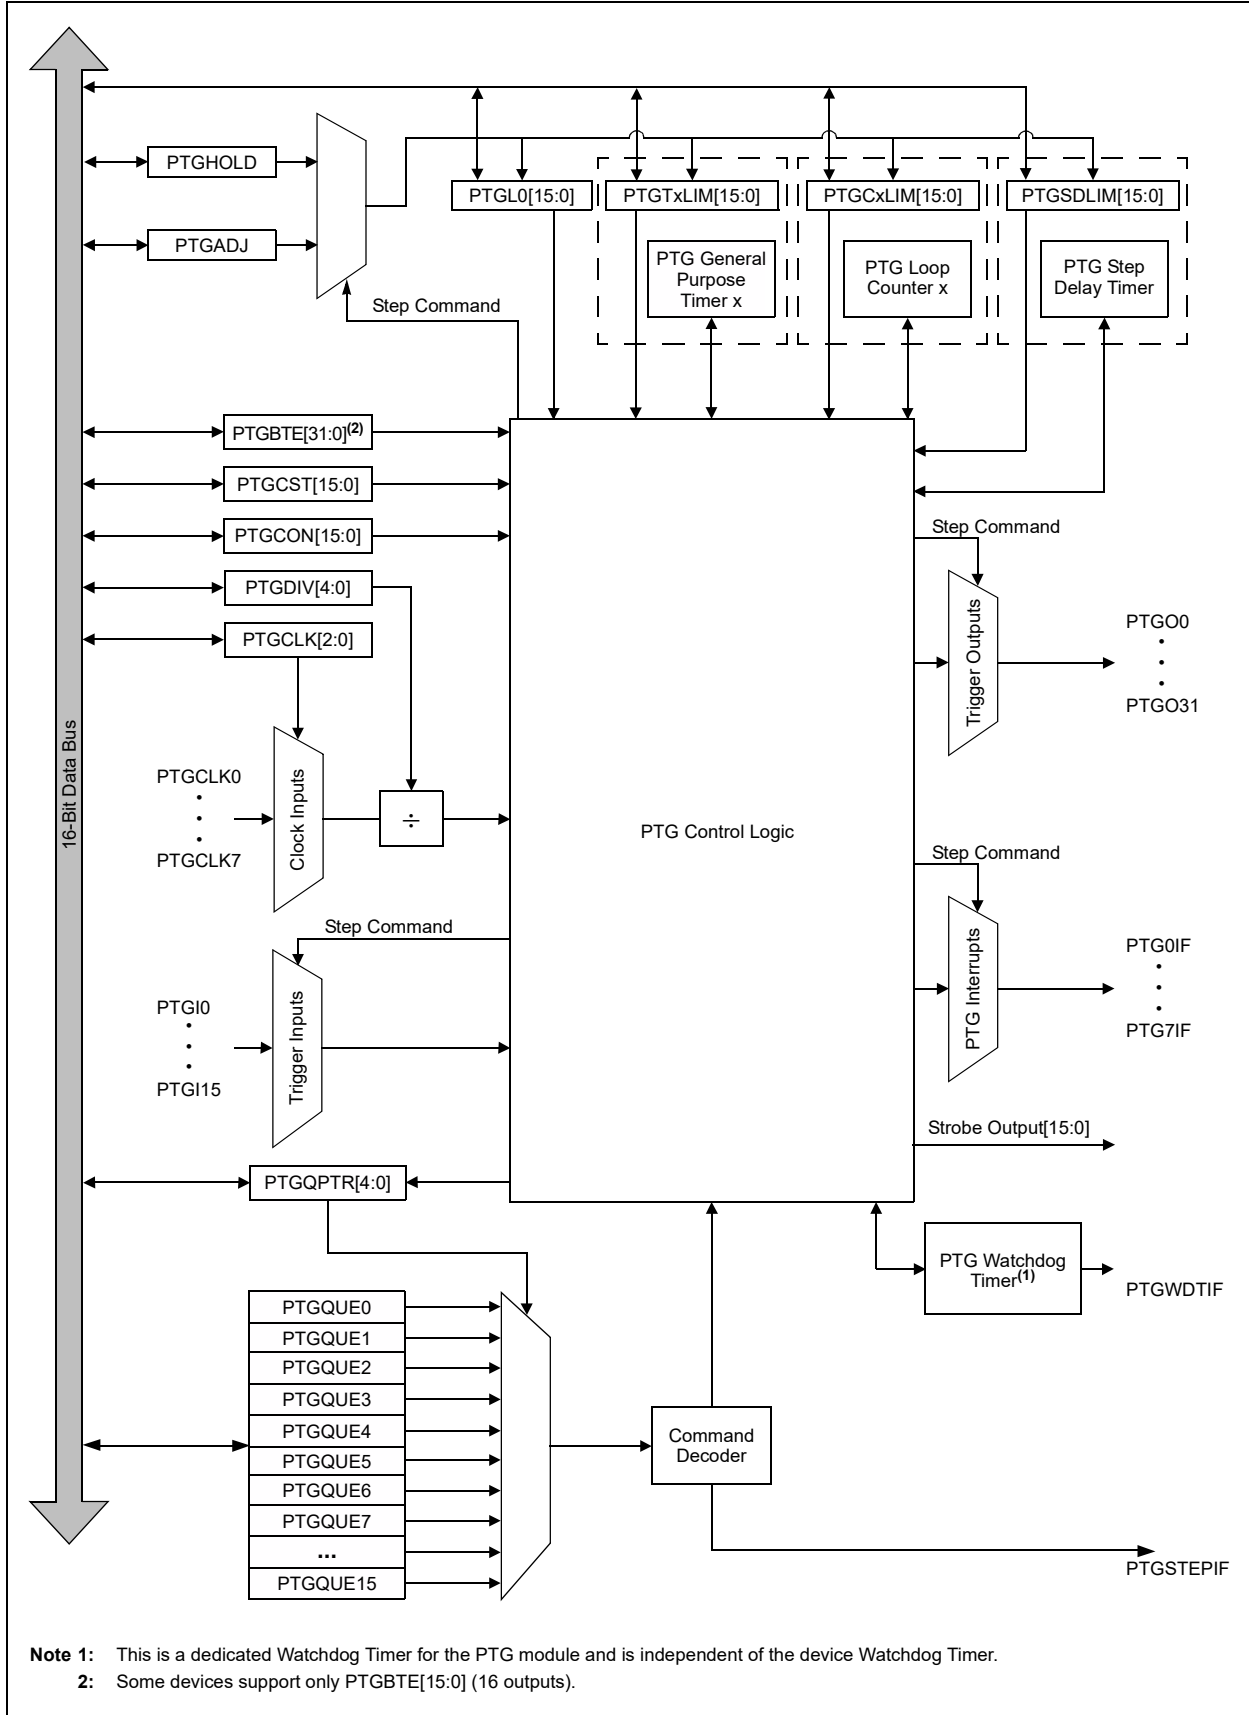 PTGHOLD
PTGADJ
PTGL0[15:0]
PTGTxLIM[15:0]
PTGCxLIM[15:0]
PTGSDLIM[15:0]
PTG General
Purpose
Timer x
PTG Loop
Counter x
PTG Step
Delay Timer
Step Command
PTGBTE[31:0](2)
PTGCST[15:0]
PTGCON[15:0]
PTGDIV[4:0]
PTGCLK[2:0]
Step Command
Trigger Outputs
PTGO0
•
•
•
PTGO31
16-Bit Data Bus
PTGCLK0
•
•
•
PTGCLK7
Clock Inputs
÷
PTG Control Logic
Step Command
PTG Interrupts
PTG0IF
•
•
•
PTG7IF
Step Command
PTGI0
•
•
•
PTGI15
Trigger Inputs
Strobe Output[15:0]
PTGQPTR[4:0]
PTG Watchdog
Timer(1)
PTGWDTIF
PTGQUE0
PTGQUE1
PTGQUE2
PTGQUE3
PTGQUE4
PTGQUE5
PTGQUE6
PTGQUE7
...
PTGQUE15
Command
Decoder
PTGSTEPIF
Note 1: This is a dedicated Watchdog Timer for the PTG module and is independent of the device Watchdog Timer.
2: Some devices support only PTGBTE[15:0] (16 outputs).